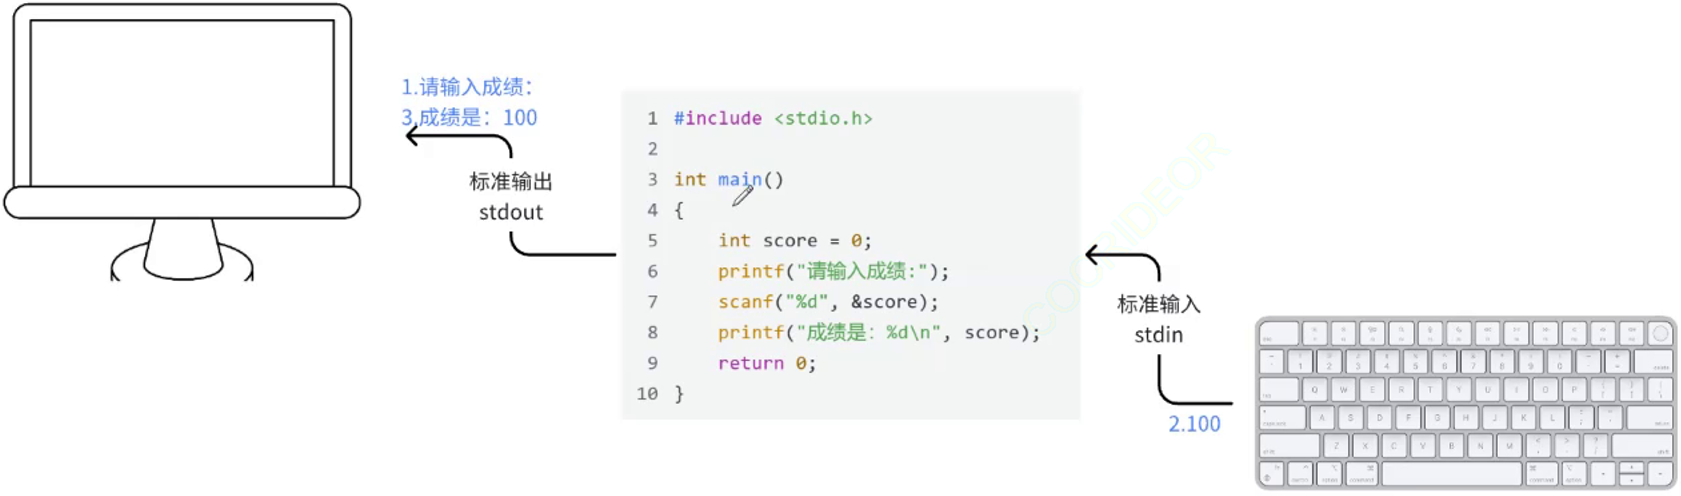 1.请输入成绩：
3.成绩是：100
标准输出
stdout
1 #include <stdio.h>
2
3 int main()
4 {
5 int score = 0;
6 printf("请输入成绩:");
7 scanf("%d", &score);
8 printf("成绩是：%d\n", score);
9 return 0;
10 }
标准输入
stdin
2.100
Q W E R T Y U I O P
A S D F G H J K L
Z X C V B N M